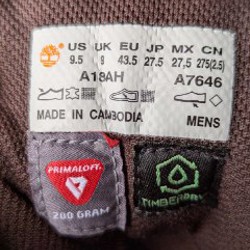 US UK EU JP MX CN
9.5 9 43.5 27.5 27.5 275(2.5)
A18AH A7646
MADE IN CAMBODIA MENS
PRIMALOFT
200 GRAM
TIMBERDRY